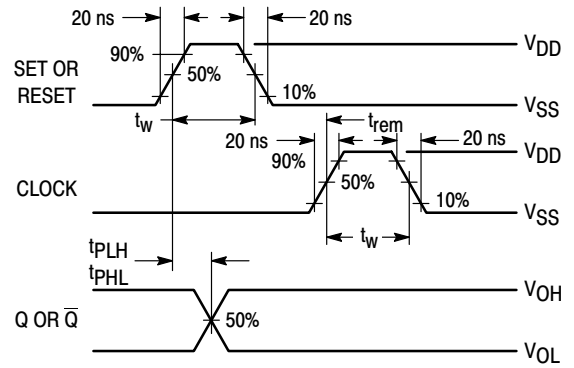 20 ns
20 ns
VDD
90%
SET OR
RESET
50%
10%
VSS
tw
trem
20 ns
20 ns
90%
VDD
CLOCK
50%
10%
VSS
tw
tPLH
tPHL
VOH
Q OR Q̅
50%
VOL